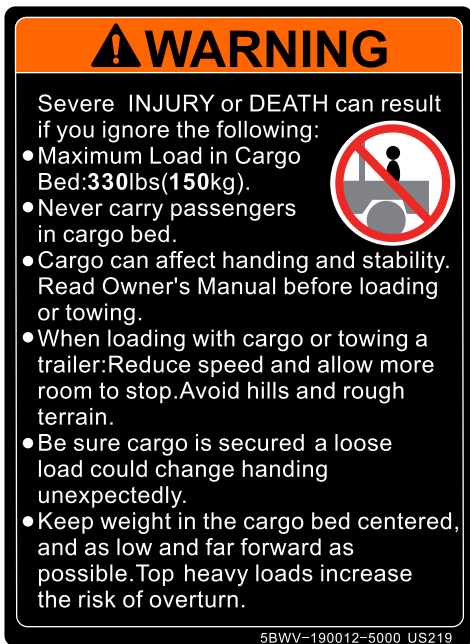 WARNING
Severe INJURY or DEATH can result
if you ignore the following:
●Maximum Load in Cargo
Bed:330lbs(150kg).
●Never carry passengers
in cargo bed.
●Cargo can affect handing and stability.
Read Owner's Manual before loading
or towing.
●When loading with cargo or towing a
trailer:Reduce speed and allow more
room to stop.Avoid hills and rough
terrain.
●Be sure cargo is secured a loose
load could change handing
unexpectedly.
●Keep weight in the cargo bed centered,
and as low and far forward as
possible.Top heavy loads increase
the risk of overturn.
5BWV-190012-5000 US219